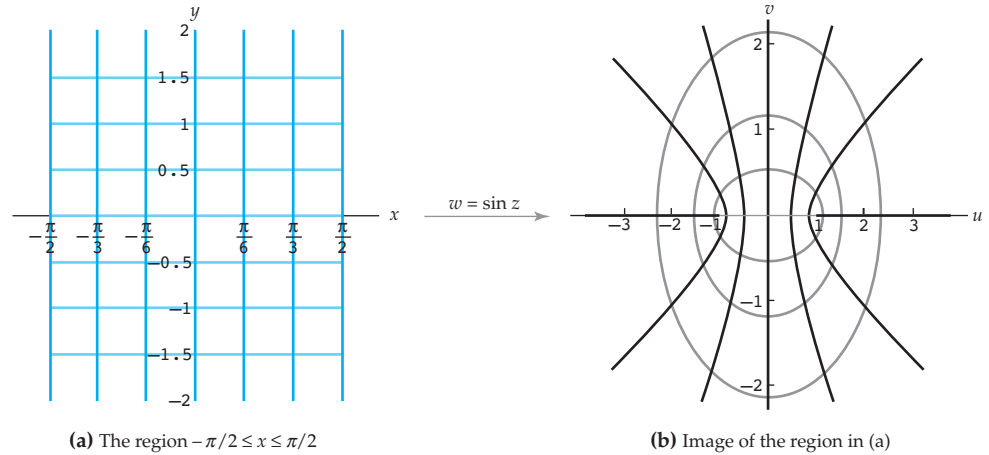 y
2
1.5
1
0.5
x
−π/2 −π/3 −π/6 π/6 π/3 π/2
−0.5
−1
−1.5
−2
(a) The region − π/2 ≤ x ≤ π/2
w = sin z
v
2
1
u
−3 −2 −1 1 2 3
−1
−2
(b) Image of the region in (a)